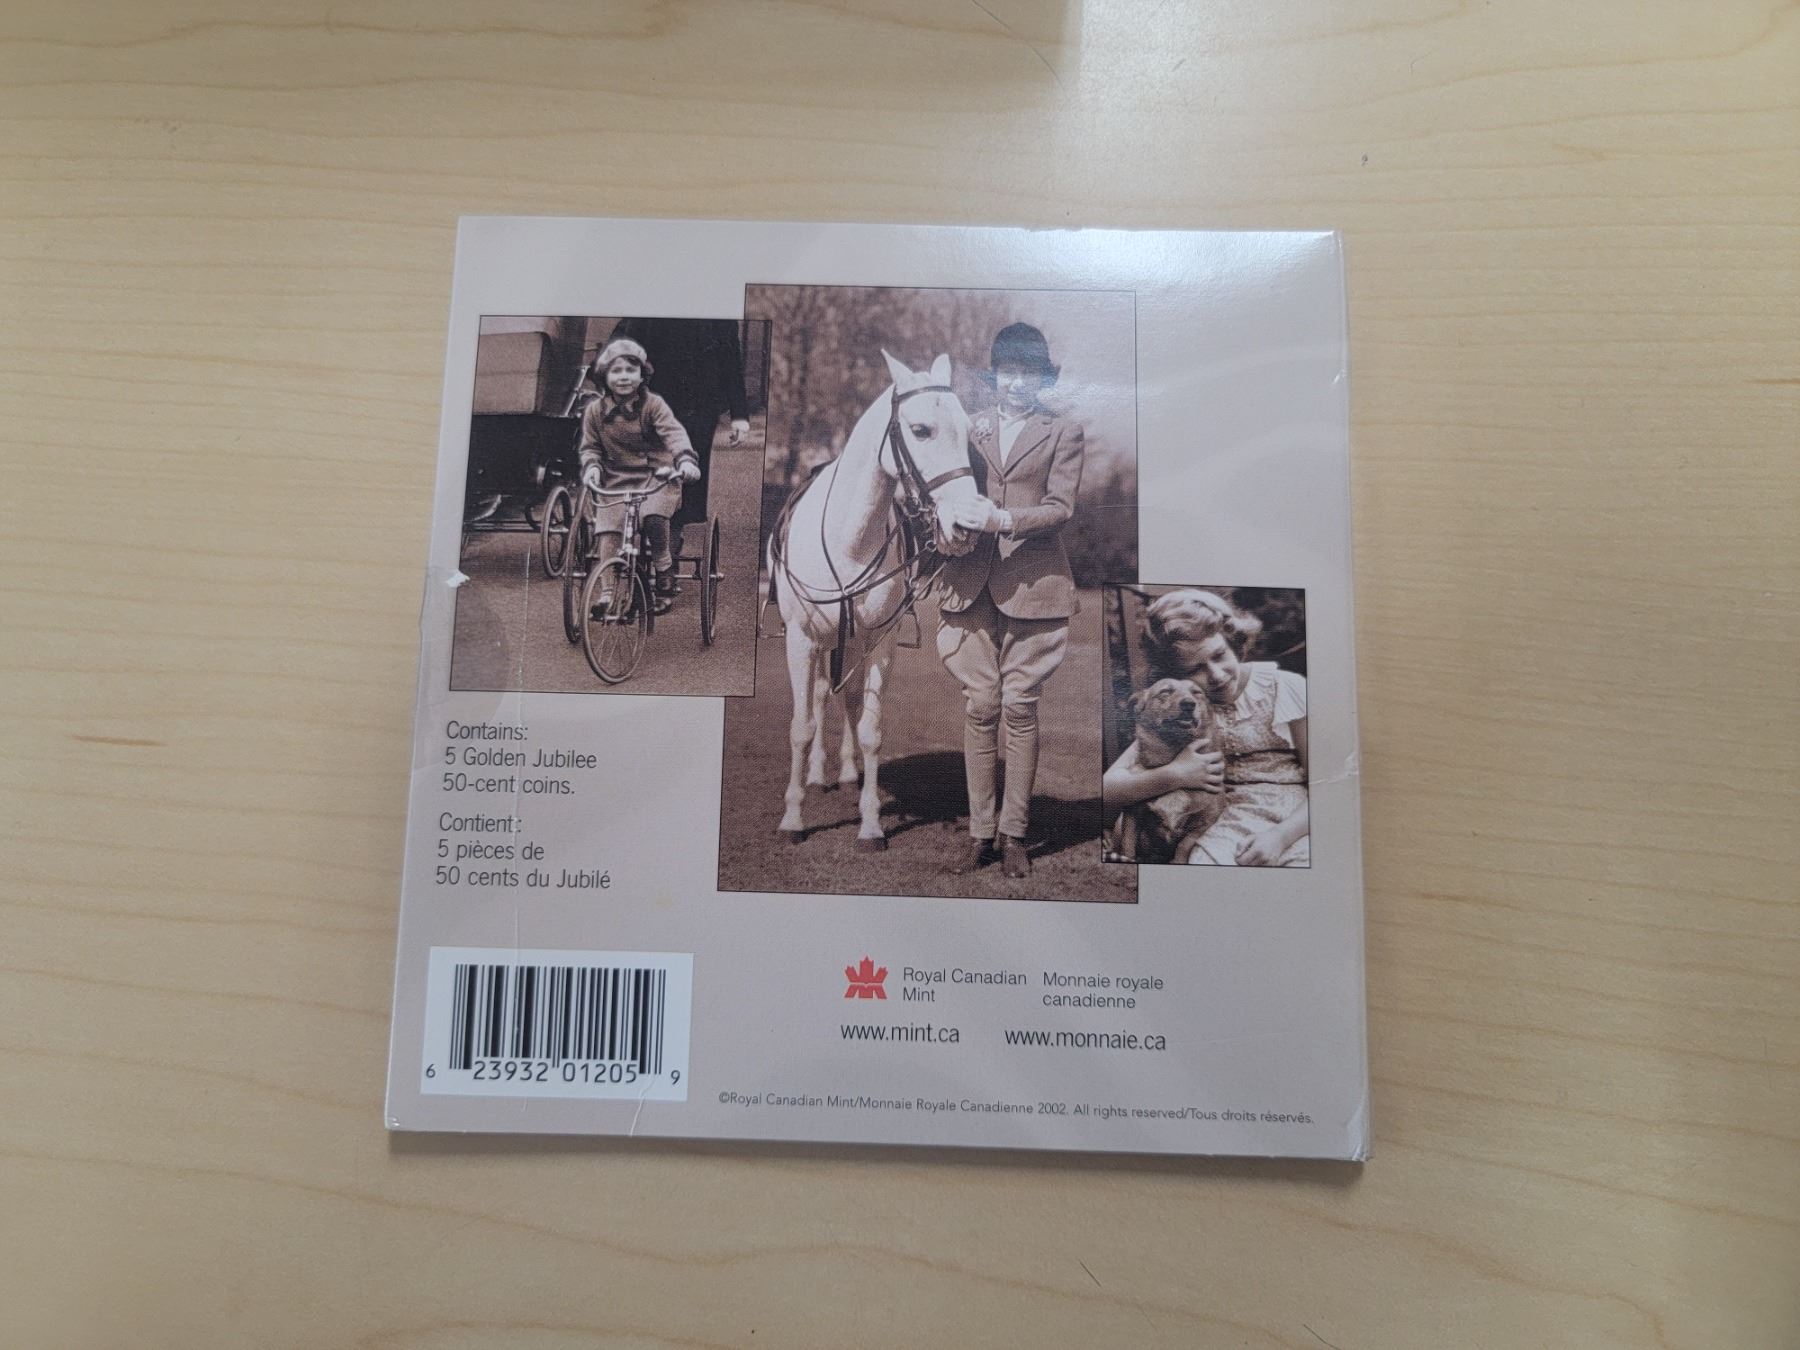 Contains:
5 Golden Jubilee
50-cent coins.
Contient :
5 pièces de
50 cents du Jubilé
6 23932 01205 9
Royal Canadian
Mint
Monnaie royale
canadienne
www.mint.ca
www.monnaie.ca
©Royal Canadian Mint/Monnaie Royale Canadienne 2002. All rights reserved/Tous droits réservés.